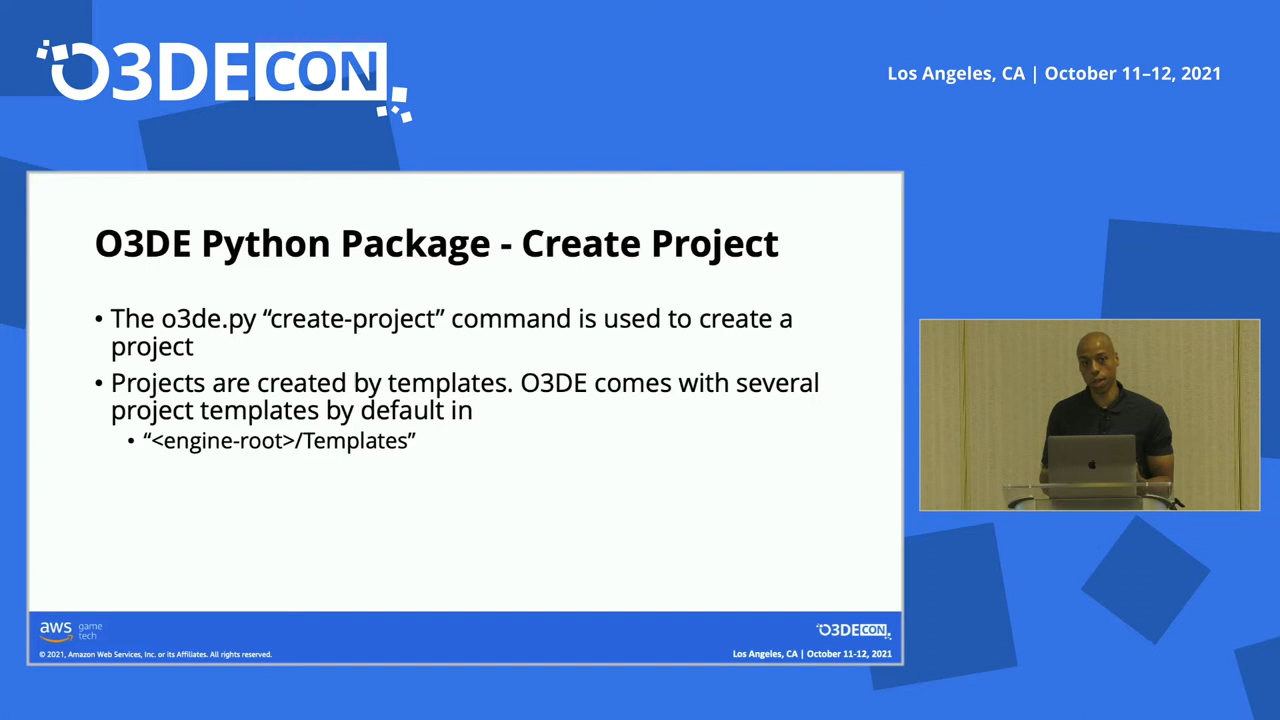 O3DECON
Los Angeles, CA | October 11–12, 2021
O3DE Python Package - Create Project
• The o3de.py “create-project” command is used to create a
project
• Projects are created by templates. O3DE comes with several
project templates by default in
• “<engine-root>/Templates”
aws game
tech
O3DECON
© 2021, Amazon Web Services, Inc. or its Affiliates. All rights reserved.
Los Angeles, CA | October 11-12, 2021